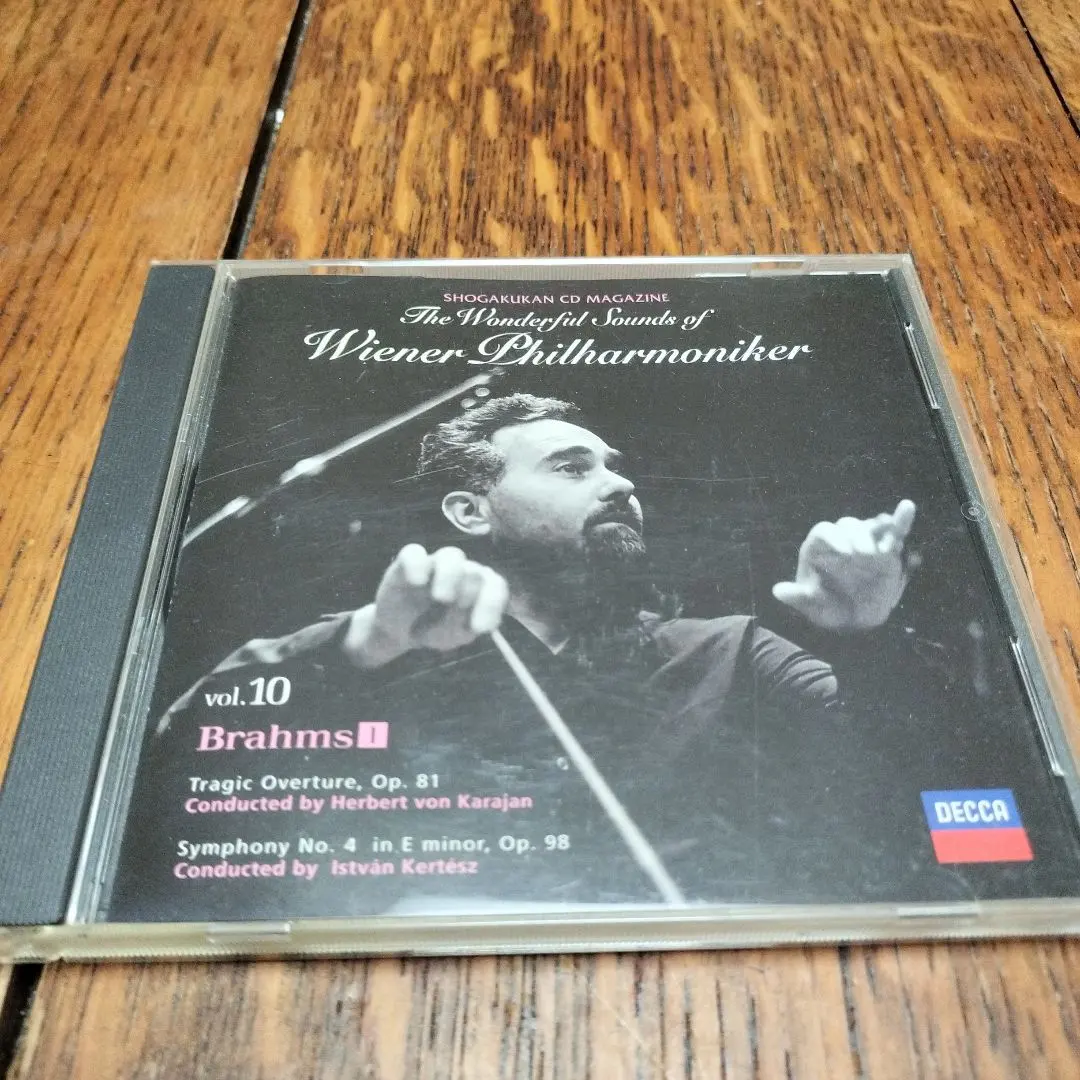 SHOGAKUKAN CD MAGAZINE
The Wonderful Sounds of
Wiener Philharmoniker
vol.10
Brahms I
Tragic Overture, Op. 81
Conducted by Herbert von Karajan
Symphony No. 4 in E minor, Op. 98
Conducted by István Kertész
DECCA